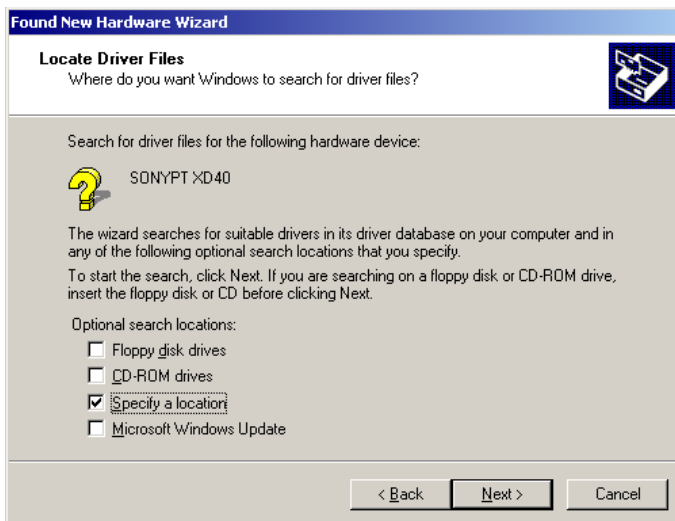 Found New Hardware Wizard
Locate Driver Files
Where do you want Windows to search for driver files?
Search for driver files for the following hardware device:
SONYPT XD40
The wizard searches for suitable drivers in its driver database on your computer and in
any of the following optional search locations that you specify.
To start the search, click Next. If you are searching on a floppy disk or CD-ROM drive,
insert the floppy disk or CD before clicking Next.
Optional search locations:
Floppy disk drives
CD-ROM drives
Specify a location
Microsoft Windows Update
< Back Next > Cancel